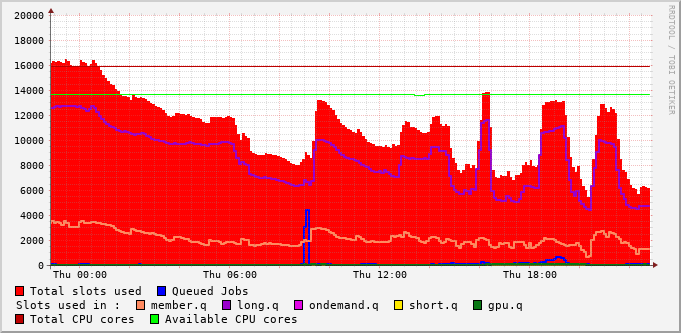 20000
18000
16000
14000
12000
10000
8000
6000
4000
2000
0
Thu 00:00 Thu 06:00 Thu 12:00 Thu 18:00
RRDTOOL / TOBI OETIKER
Total slots used Queued Jobs
Slots used in : member.q long.q ondemand.q short.q gpu.q
Total CPU cores Available CPU cores